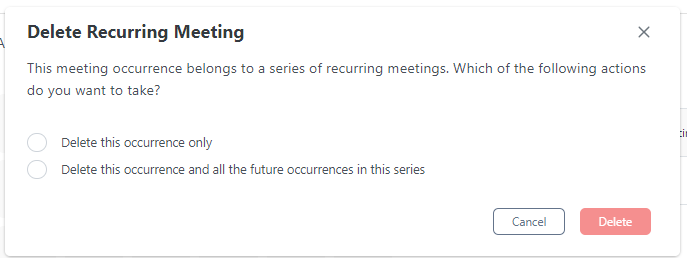 Delete Recurring Meeting
This meeting occurrence belongs to a series of recurring meetings. Which of the following actions
do you want to take?
Delete this occurrence only
Delete this occurrence and all the future occurrences in this series
Cancel
Delete